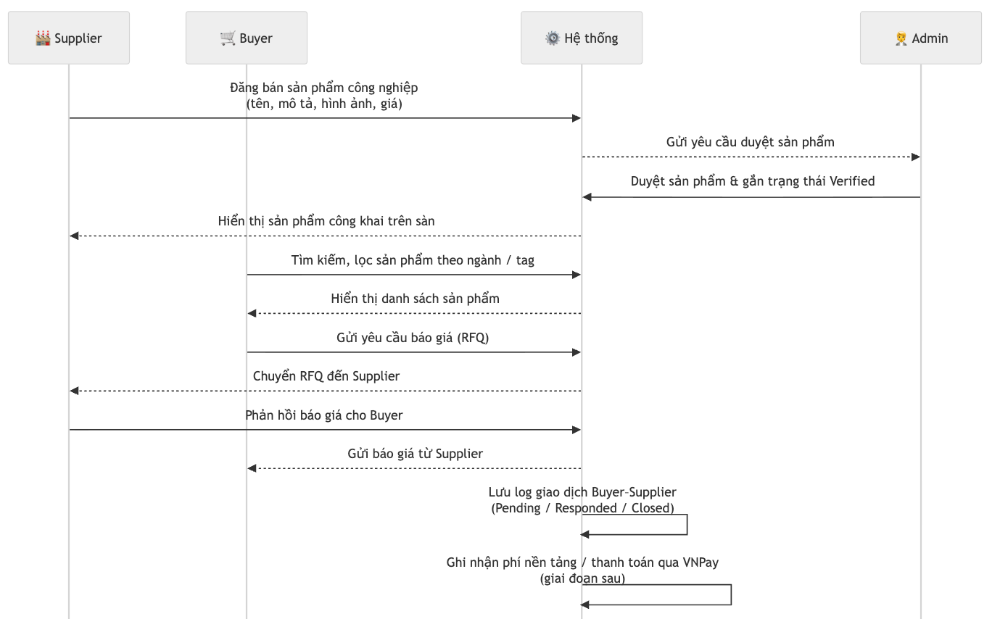 Supplier
Buyer
Hệ thống
Admin
Đăng bán sản phẩm công nghiệp
(tên, mô tả, hình ảnh, giá)
Gửi yêu cầu duyệt sản phẩm
Duyệt sản phẩm & gắn trạng thái Verified
Hiển thị sản phẩm công khai trên sàn
Tìm kiếm, lọc sản phẩm theo ngành / tag
Hiển thị danh sách sản phẩm
Gửi yêu cầu báo giá (RFQ)
Chuyển RFQ đến Supplier
Phản hồi báo giá cho Buyer
Gửi báo giá từ Supplier
Lưu log giao dịch Buyer-Supplier
(Pending / Responded / Closed)
Ghi nhận phí nền tảng / thanh toán qua VNPay
(giai đoạn sau)